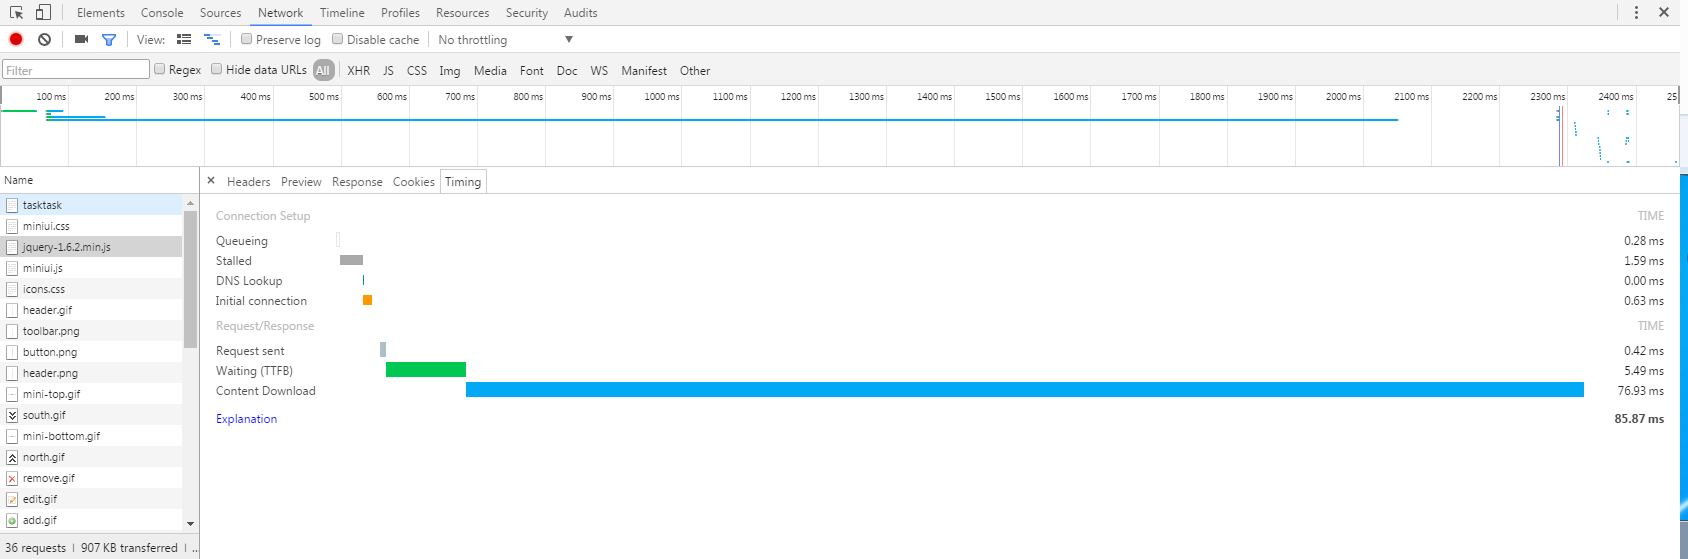 Elements Console Sources Network Timeline Profiles Resources Security Audits
View: Preserve log Disable cache No throttling
Filter Regex Hide data URLs All XHR JS CSS Img Media Font Doc WS Manifest Other
100 ms 200 ms 300 ms 400 ms 500 ms 600 ms 700 ms 800 ms 900 ms 1000 ms 1100 ms 1200 ms 1300 ms 1400 ms 1500 ms 1600 ms 1700 ms 1800 ms 1900 ms 2000 ms 2100 ms 2200 ms 2300 ms 2400 ms 25
Name
tasktask
miniui.css
jquery-1.6.2.min.js
miniui.js
icons.css
header.gif
toolbar.png
button.png
header.png
mini-top.gif
south.gif
mini-bottom.gif
north.gif
remove.gif
edit.gif
add.gif
36 requests | 907 KB transferred | ...
× Headers Preview Response Cookies Timing
Connection Setup TIME
Queueing 0.28 ms
Stalled 1.59 ms
DNS Lookup 0.00 ms
Initial connection 0.63 ms
Request/Response TIME
Request sent 0.42 ms
Waiting (TTFB) 5.49 ms
Content Download 76.93 ms
Explanation 85.87 ms